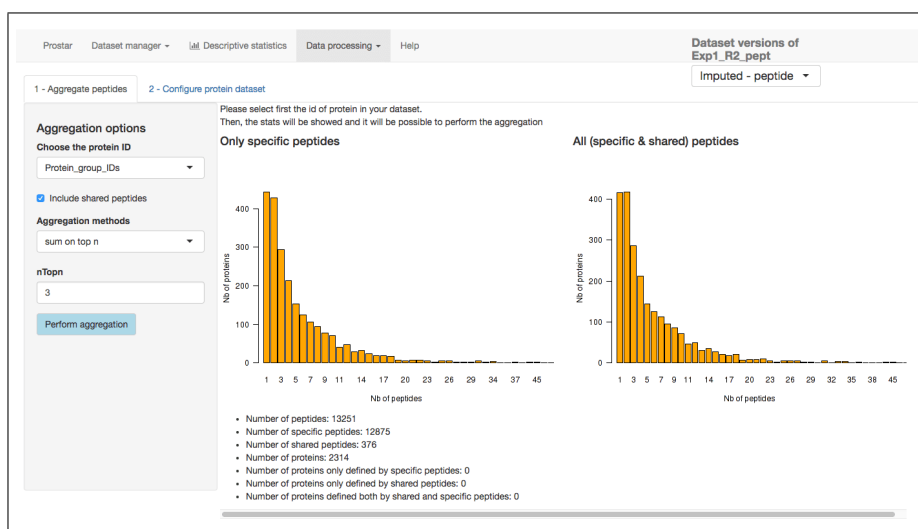 Prostar
Dataset manager
Descriptive statistics
Data processing
Help
Dataset versions of
Exp1_R2_pept
Imputed - peptide
1 - Aggregate peptides
2 - Configure protein dataset
Please select first the id of protein in your dataset.
Then, the stats will be showed and it will be possible to perform the aggregation
Aggregation options
Choose the protein ID
Protein_group_IDs
Include shared peptides
Aggregation methods
sum on top n
nTopn
3
Perform aggregation
Only specific peptides
400
300
200
100
0
Nb of proteins
1 3 5 7 9 11 14 17 20 23 26 29 34 37 45
Nb of peptides
All (specific & shared) peptides
400
300
200
100
0
Nb of proteins
1 3 5 7 9 11 14 17 20 23 26 29 32 35 38 45
Nb of peptides
• Number of peptides: 13251
• Number of specific peptides: 12875
• Number of shared peptides: 376
• Number of proteins: 2314
• Number of proteins only defined by specific peptides: 0
• Number of proteins only defined by shared peptides: 0
• Number of proteins defined both by shared and specific peptides: 0